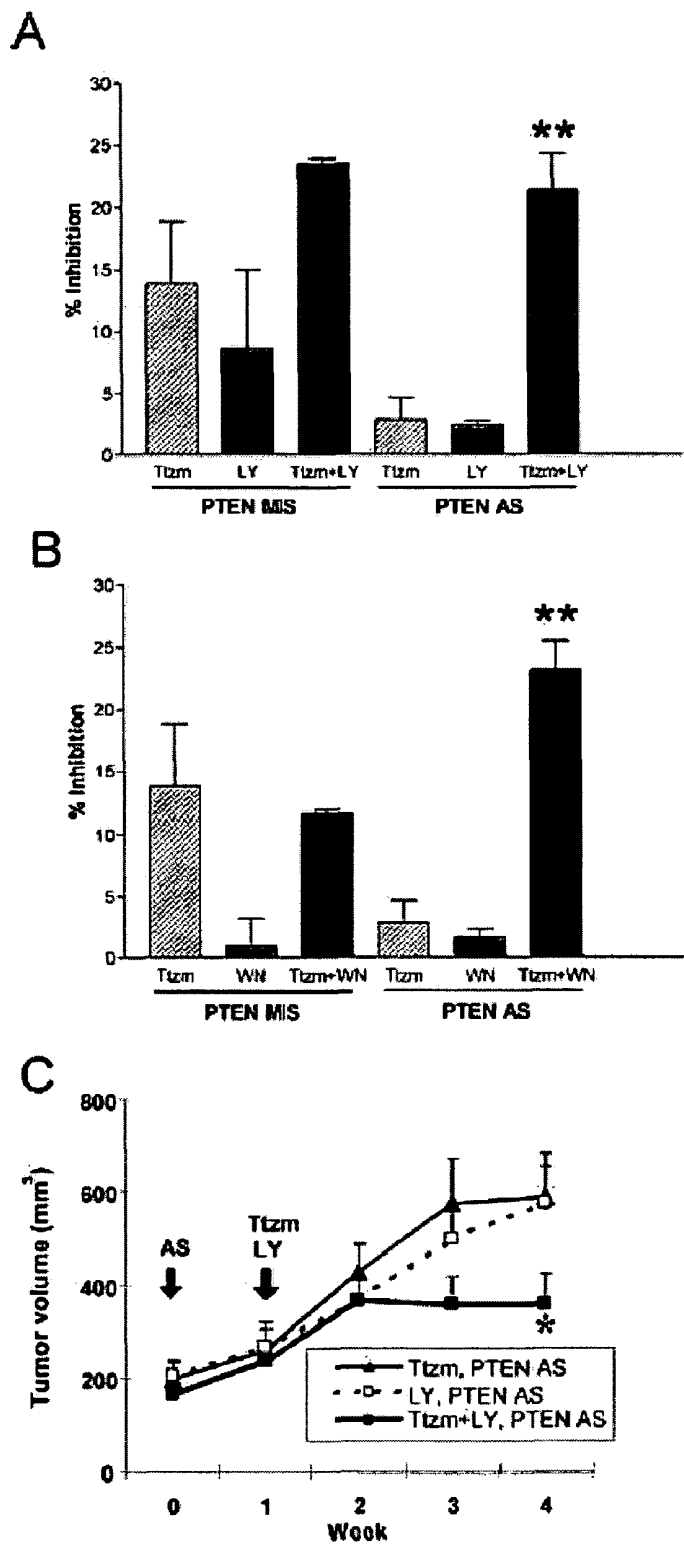 A
30
25
20
15
10
5
0
% Inhibition
**
Ttzm LY Ttzm+LY Ttzm LY Ttzm+LY
PTEN MIS PTEN AS
B
30
25
20
15
10
5
0
% Inhibition
**
Ttzm WN Ttzm+WN Ttzm WN Ttzm+WN
PTEN MIS PTEN AS
C
800
600
400
200
0
Tumor volume (mm³)
AS
Ttzm
LY
*
Ttzm, PTEN AS
LY, PTEN AS
Ttzm+LY, PTEN AS
0 1 2 3 4
Week